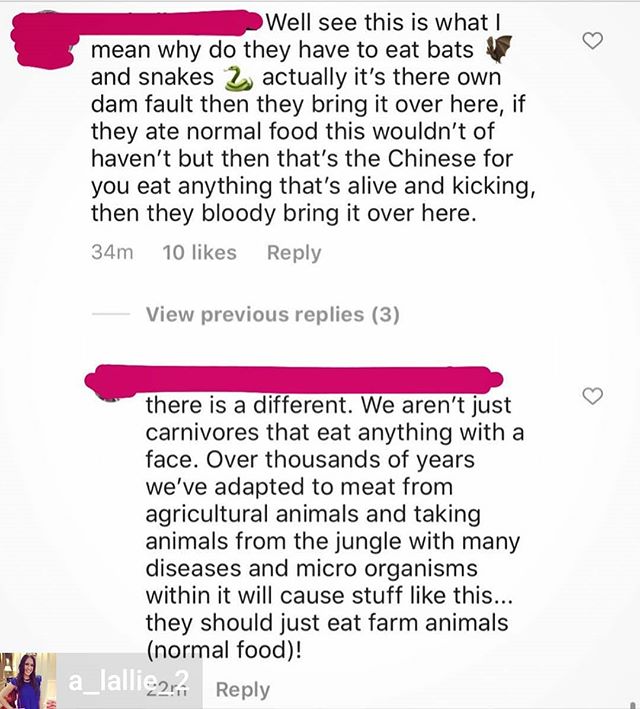 Well see this is what I
mean why do they have to eat bats 🦇
and snakes 🐍 actually it's there own
dam fault then they bring it over here, if
they ate normal food this wouldn't of
haven't but then that's the Chinese for
you eat anything that's alive and kicking,
then they bloody bring it over here.
34m 10 likes Reply
View previous replies (3)
there is a different. We aren't just
carnivores that eat anything with a
face. Over thousands of years
we've adapted to meat from
agricultural animals and taking
animals from the jungle with many
diseases and micro organisms
within it will cause stuff like this...
they should just eat farm animals
(normal food)!
a_lallie_2
22m Reply